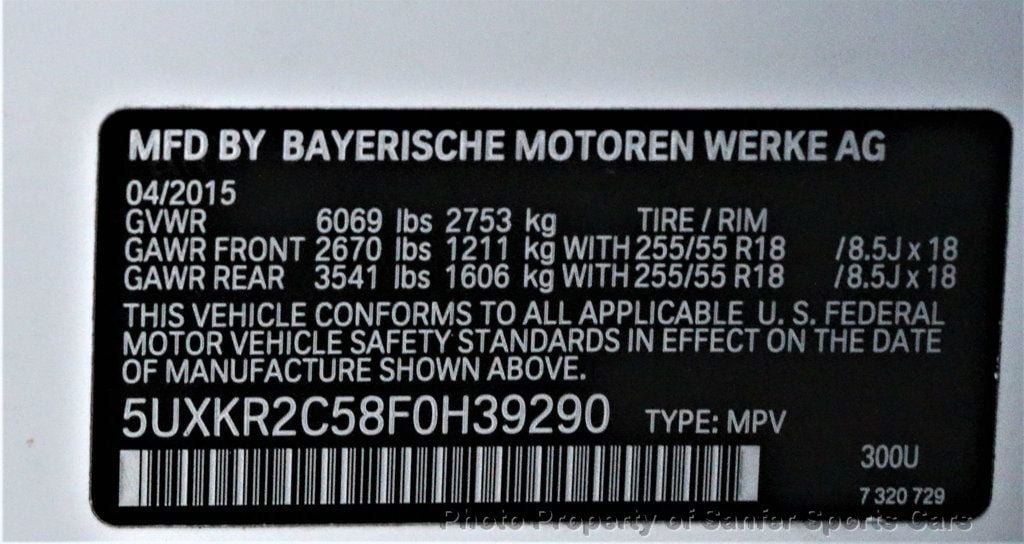 MFD BY BAYERISCHE MOTOREN WERKE AG
04/2015
GVWR 6069 lbs 2753 kg TIRE / RIM
GAWR FRONT 2670 lbs 1211 kg WITH 255/55 R18 /8.5J x 18
GAWR REAR 3541 lbs 1606 kg WITH 255/55 R18 /8.5J x 18
THIS VEHICLE CONFORMS TO ALL APPLICABLE U. S. FEDERAL
MOTOR VEHICLE SAFETY STANDARDS IN EFFECT ON THE DATE
OF MANUFACTURE SHOWN ABOVE.
5UXKR2C58F0H39290 TYPE: MPV
300U
7 320 729
Photo Property of Sanfer Sports Cars